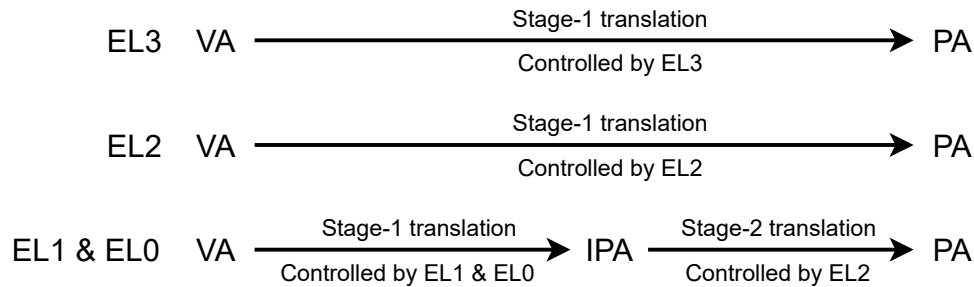 Stage-1 translation
EL3 VA PA
Controlled by EL3
Stage-1 translation
EL2 VA PA
Controlled by EL2
Stage-1 translation Stage-2 translation
EL1 & EL0 VA IPA PA
Controlled by EL1 & EL0 Controlled by EL2